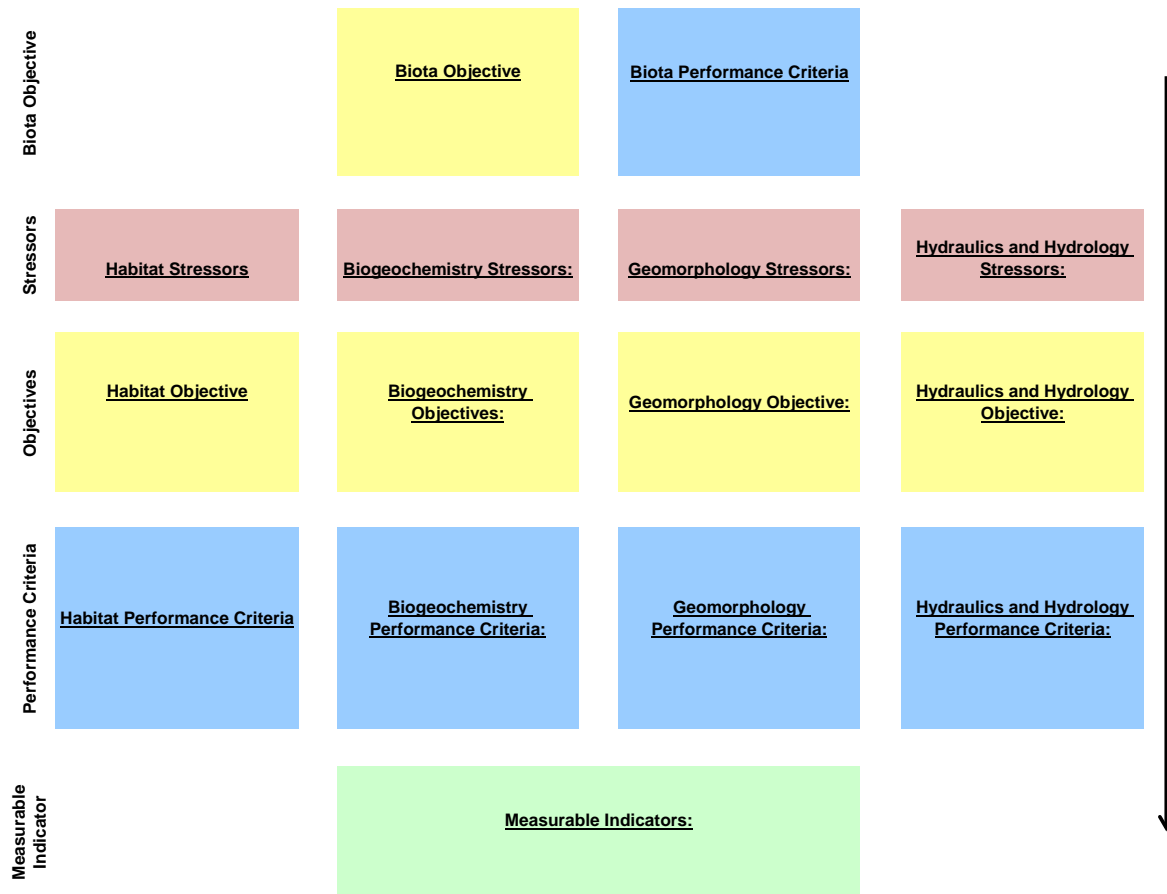 Biota Objective
Biota Objective
Biota Performance Criteria
Stressors
Habitat Stressors
Biogeochemistry Stressors:
Geomorphology Stressors:
Hydraulics and Hydrology
Stressors:
Objectives
Habitat Objective
Biogeochemistry
Objectives:
Geomorphology Objective:
Hydraulics and Hydrology
Objective:
Performance Criteria
Habitat Performance Criteria
Biogeochemistry
Performance Criteria:
Geomorphology
Performance Criteria:
Hydraulics and Hydrology
Performance Criteria:
Measurable
Indicator
Measurable Indicators: